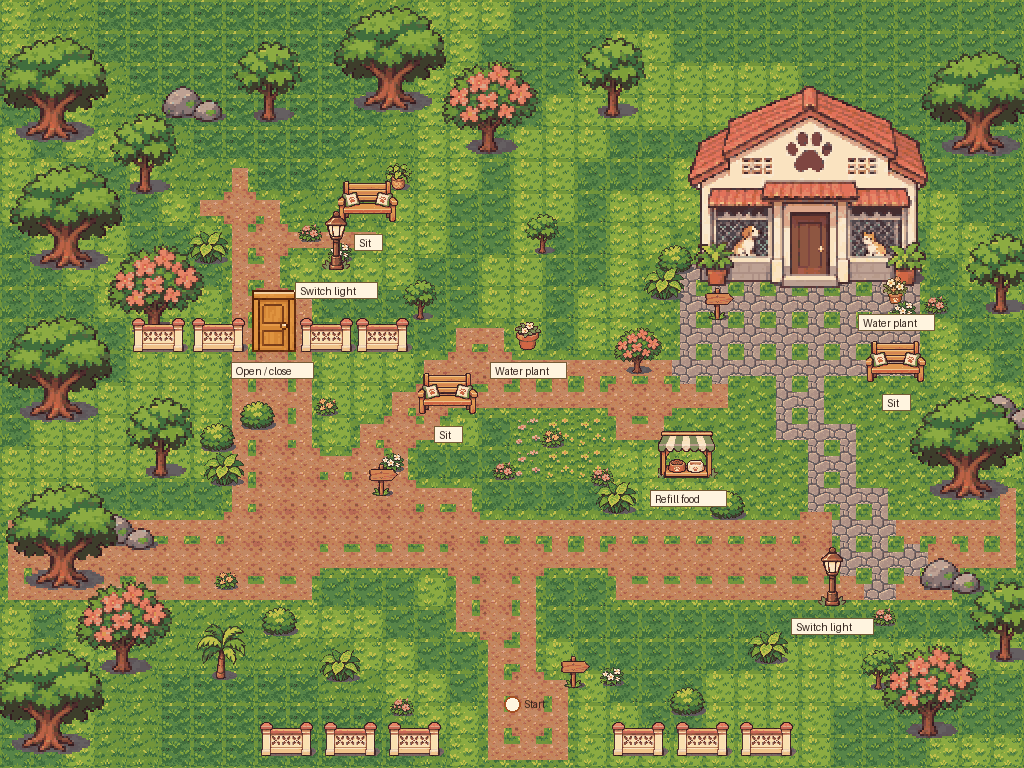 Sit
Switch light
Water plant
Open / close
Water plant
Sit
Sit
Refill food
Switch light
Start